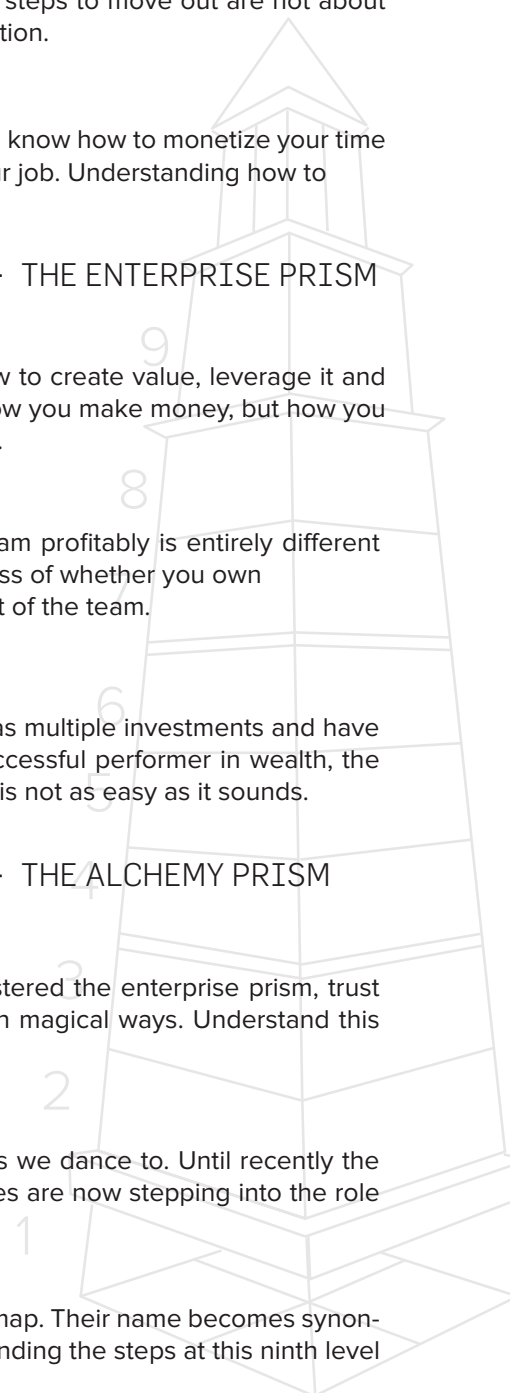 steps to move out are not about
tion.
know how to monetize your time
r job. Understanding how to
THE ENTERPRISE PRISM
9
w to create value, leverage it and
ow you make money, but how you
8
am profitably is entirely different
ss of whether you own
t of the team.
6
as multiple investments and have
ccessful performer in wealth, the
5
is not as easy as it sounds.
4
THE ALCHEMY PRISM
3
stered the enterprise prism, trust
n magical ways. Understand this
2
s we dance to. Until recently the
es are now stepping into the role
1
map. Their name becomes synon-
nding the steps at this ninth level